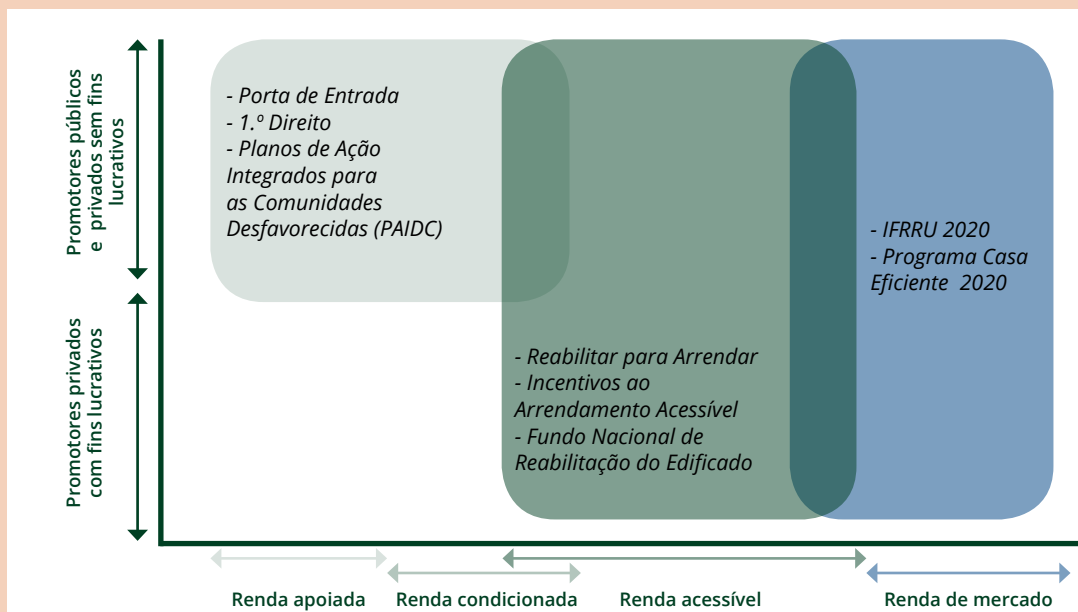 Promotores públicos
e privados sem fins
lucrativos
Promotores privados
com fins lucrativos
- Porta de Entrada
- 1.º Direito
- Planos de Ação
Integrados para
as Comunidades
Desfavorecidas (PAIDC)
- Reabilitar para Arrendar
- Incentivos ao
Arrendamento Acessível
- Fundo Nacional de
Reabilitação do Edificado
- IFRRU 2020
- Programa Casa
Eficiente 2020
Renda apoiada
Renda condicionada
Renda acessível
Renda de mercado